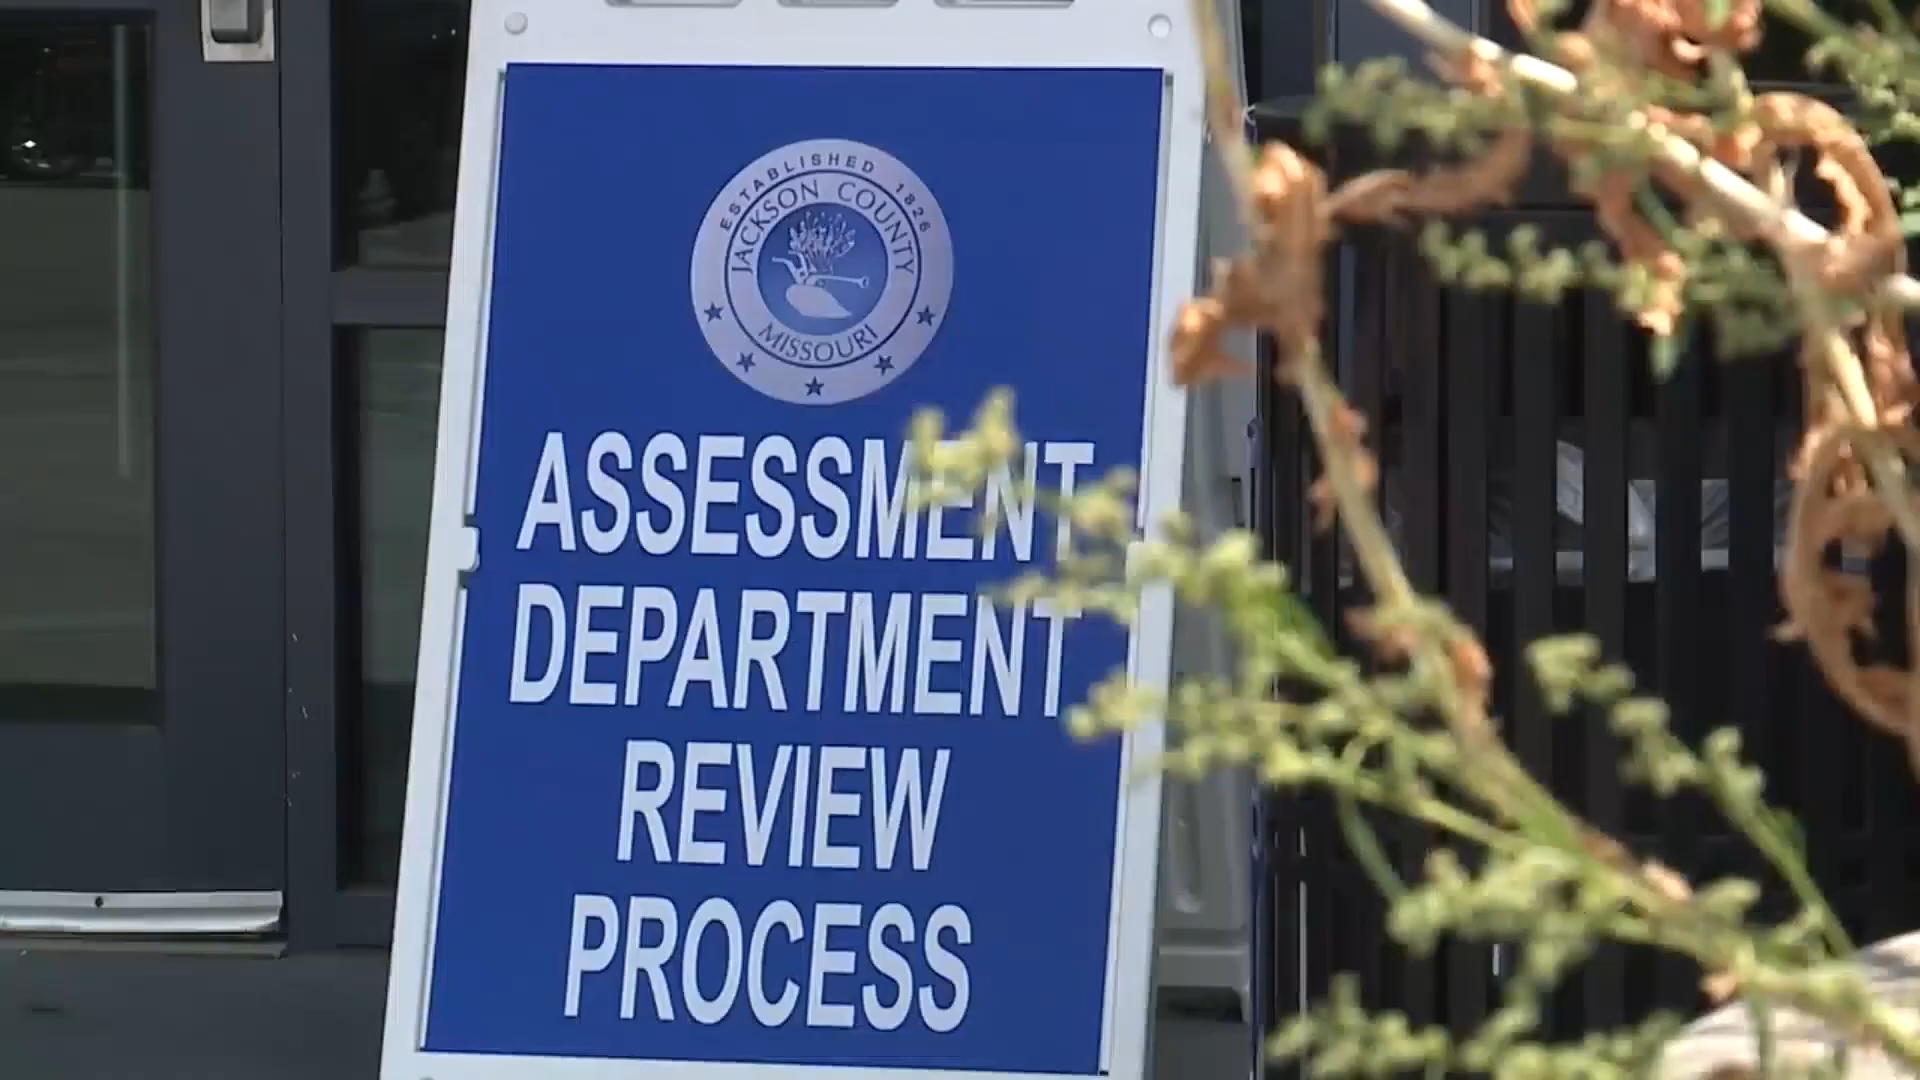 ESTABLISHED 1826
JACKSON COUNTY
MISSOURI
ASSESSMENT
DEPARTMENT
REVIEW
PROCESS